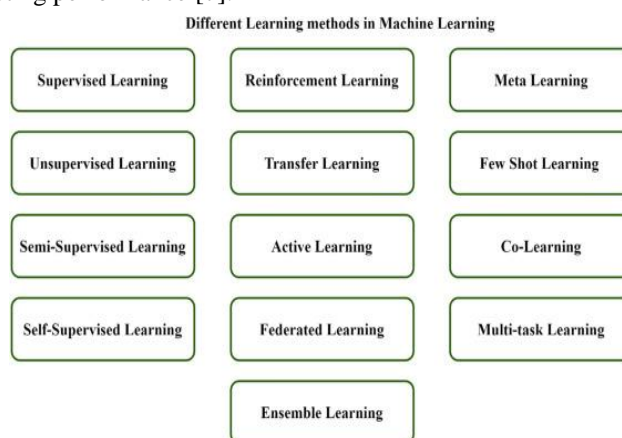 Different Learning methods in Machine Learning
Supervised Learning
Reinforcement Learning
Meta Learning
Unsupervised Learning
Transfer Learning
Few Shot Learning
Semi-Supervised Learning
Active Learning
Co-Learning
Self-Supervised Learning
Federated Learning
Multi-task Learning
Ensemble Learning